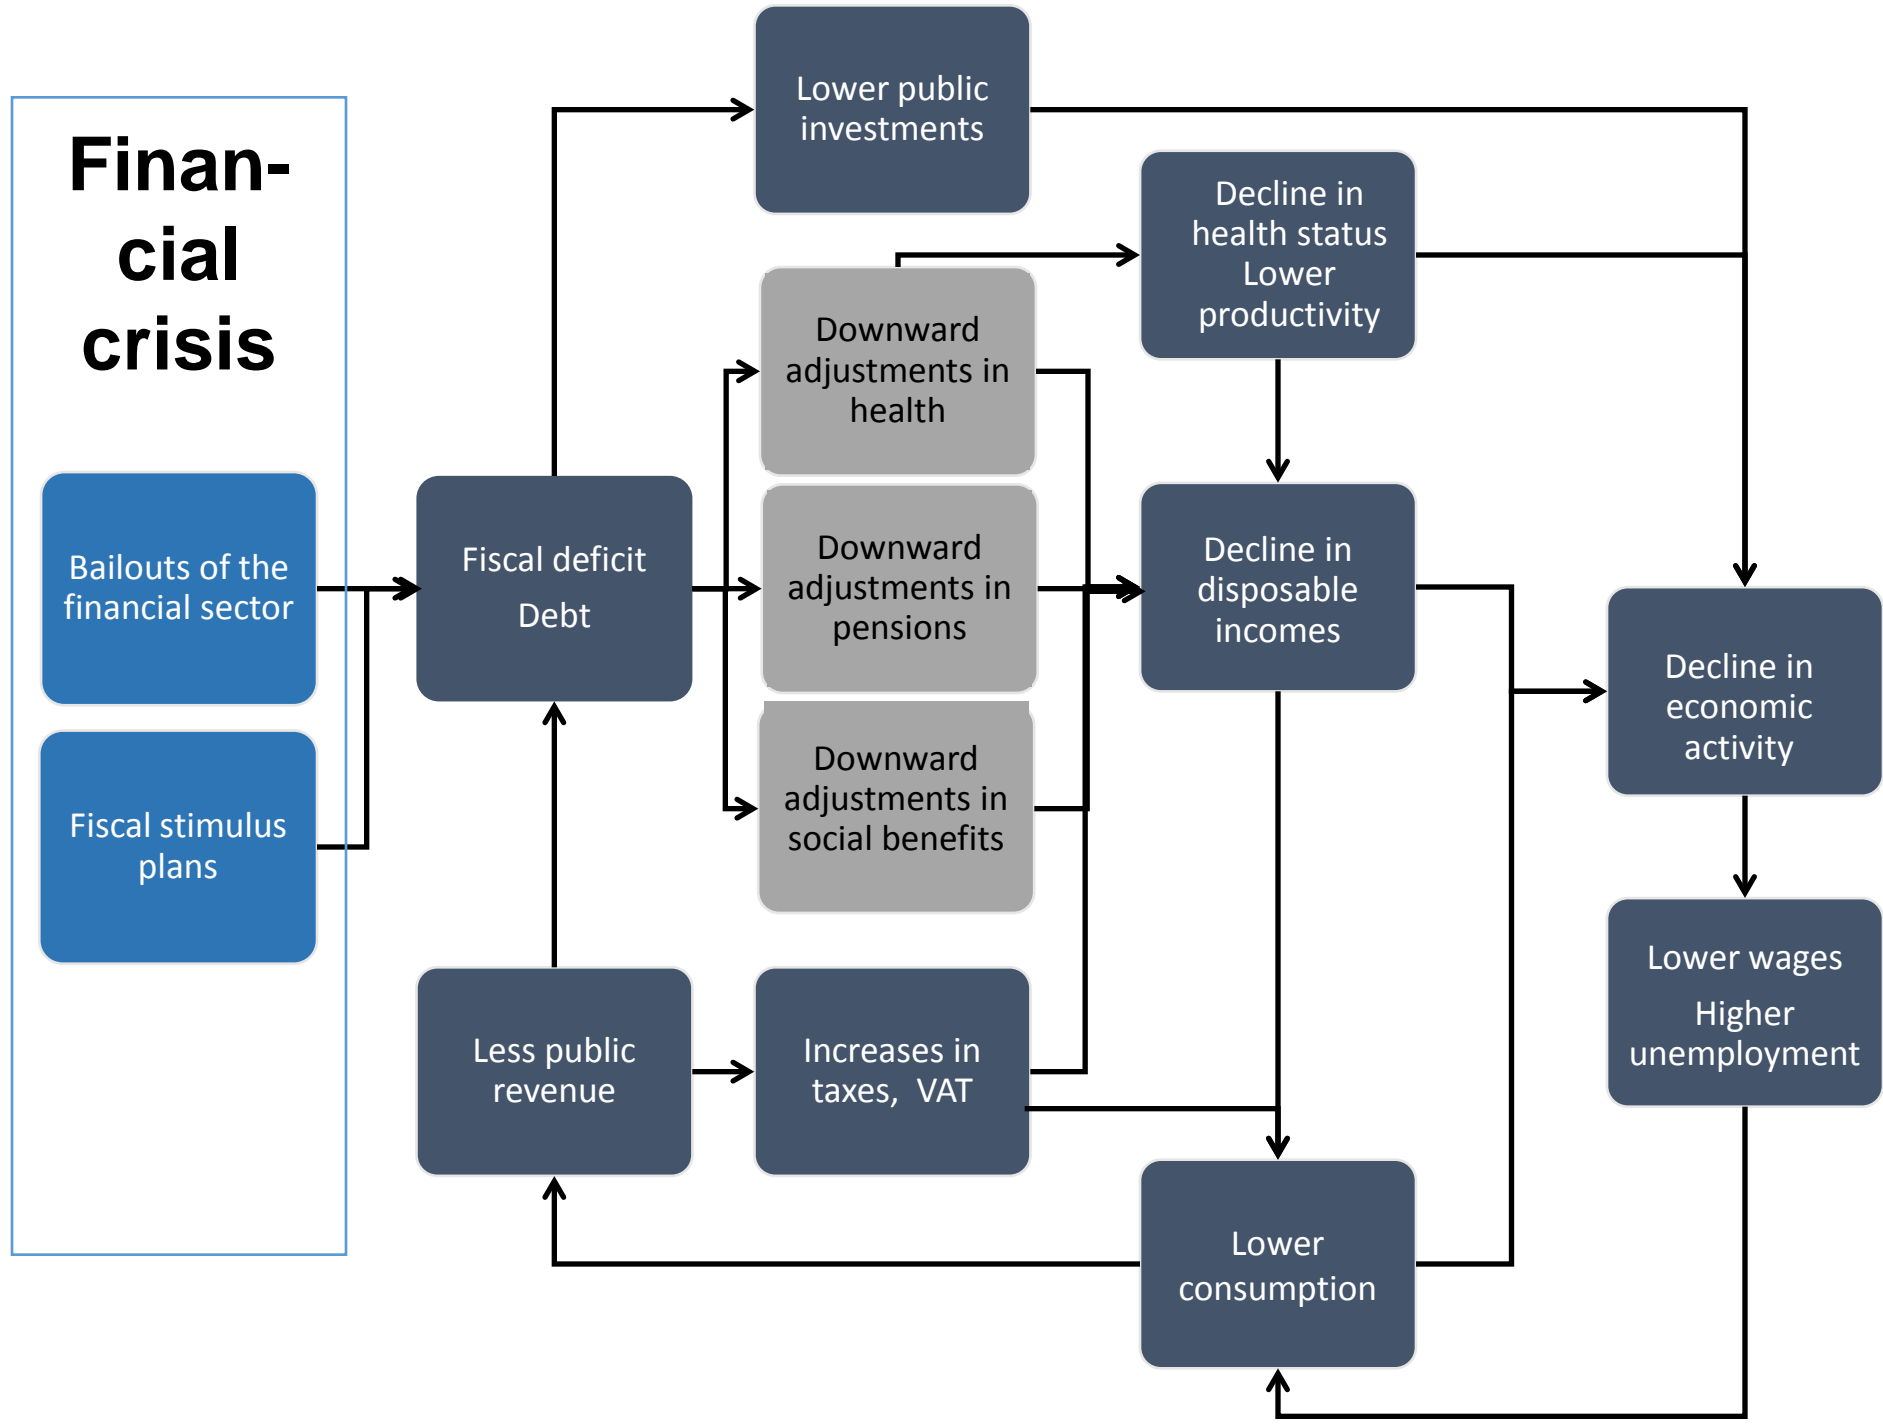 Finan-
cial
crisis
Bailouts of the
financial sector
Fiscal stimulus
plans
Fiscal deficit
Debt
Less public
revenue
Lower public
investments
Downward
adjustments in
health
Downward
adjustments in
pensions
Downward
adjustments in
social benefits
Increases in
taxes,  VAT
Decline in
health status
Lower
productivity
Decline in
disposable
incomes
Lower
consumption
Decline in
economic
activity
Lower wages
Higher
unemployment